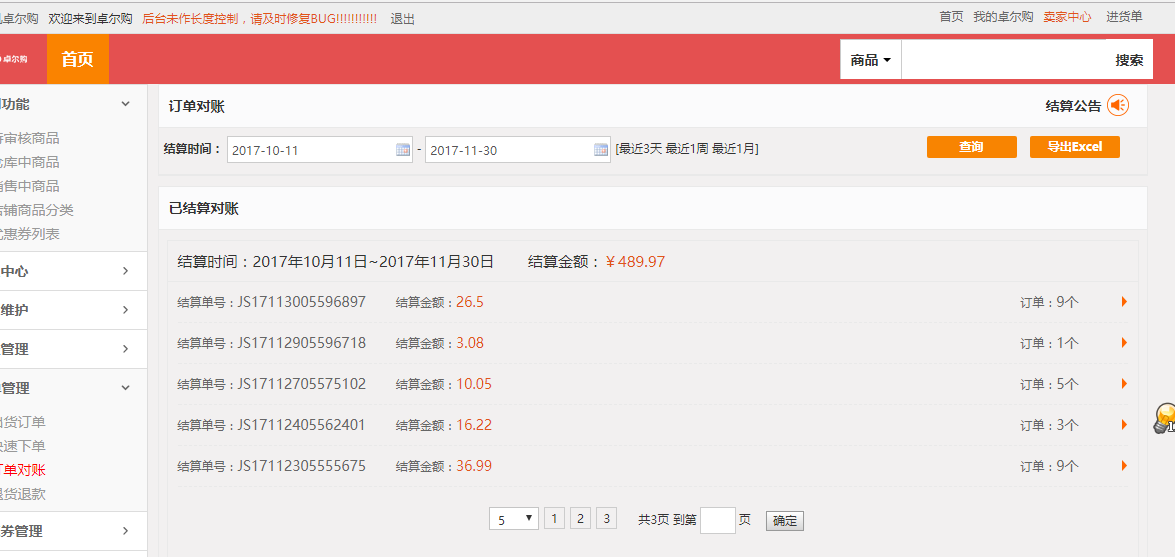 卓尔购 欢迎来到卓尔购 后台未作长度控制，请及时修复BUG!!!!!!!!!!! 退出
首页 我的卓尔购 卖家中心 进货单
卓尔购 首页 商品 搜索
功能
审核商品
仓库中商品
销售中商品
店铺商品分类
优惠券列表
中心
维护
管理
管理
出货订单
快速下单
订单对账
退货退款
券管理
订单对账 结算公告
结算时间： 2017-10-11 - 2017-11-30 [最近3天 最近1周 最近1月] 查询 导出Excel
已结算对账
结算时间：2017年10月11日~2017年11月30日 结算金额：￥489.97
结算单号：JS17113005596897 结算金额：26.5 订单：9个
结算单号：JS17112905596718 结算金额：3.08 订单：1个
结算单号：JS17112705575102 结算金额：10.05 订单：5个
结算单号：JS17112405562401 结算金额：16.22 订单：3个
结算单号：JS17112305555675 结算金额：36.99 订单：9个
5 1 2 3 共3页 到第 页 确定